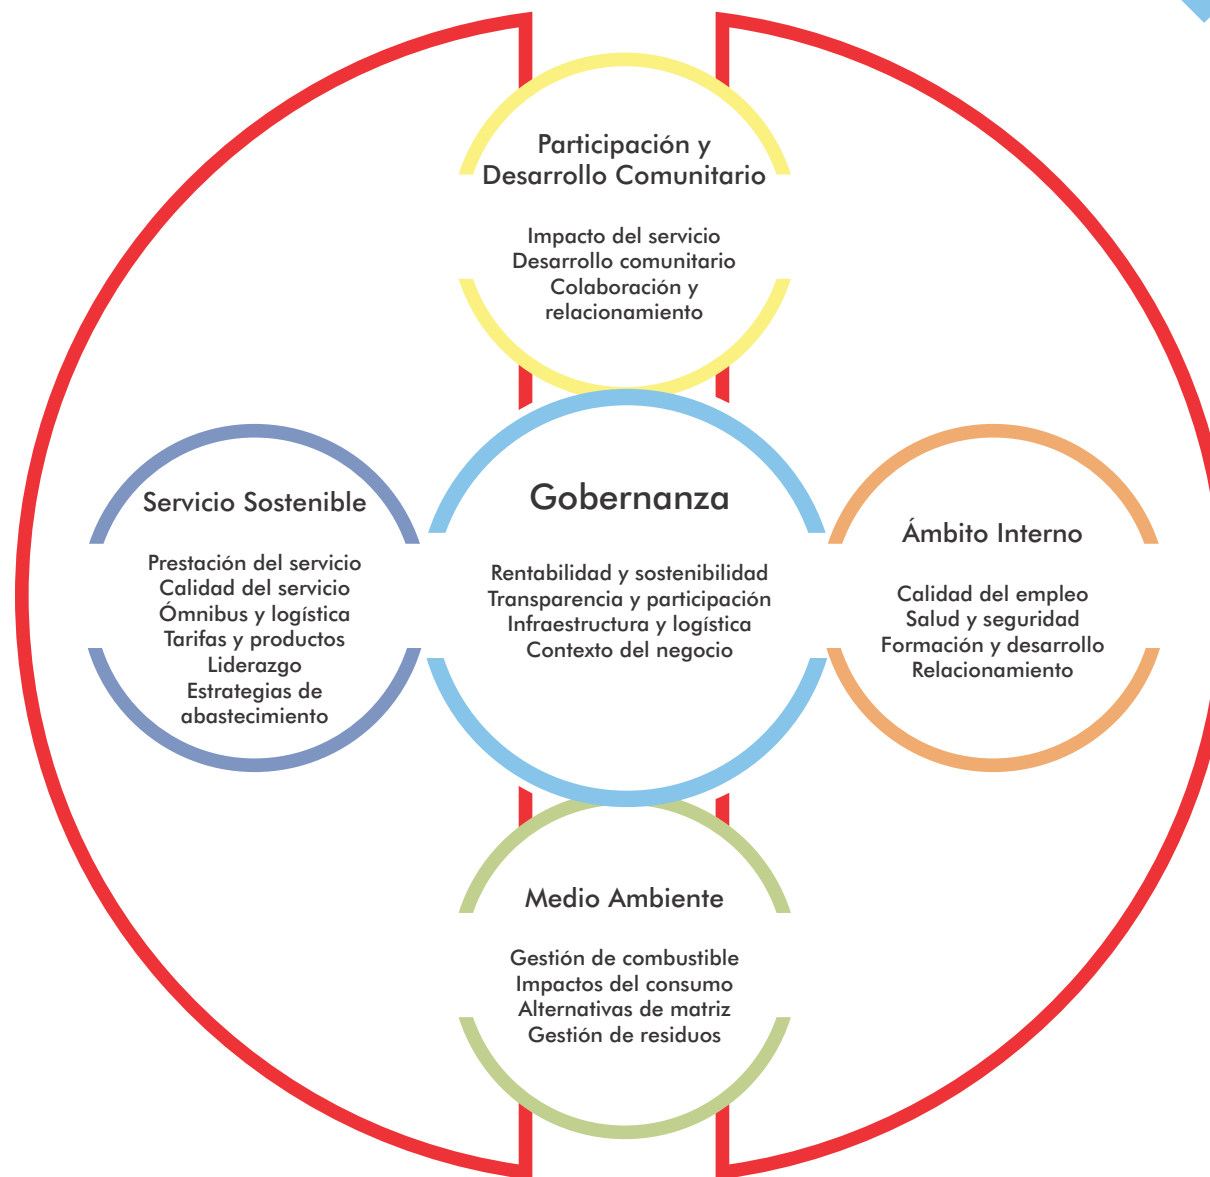 Participación y
Desarrollo Comunitario
Impacto del servicio
Desarrollo comunitario
Colaboración y
relacionamiento
Servicio Sostenible
Prestación del servicio
Calidad del servicio
Ómnibus y logística
Tarifas y productos
Liderazgo
Estrategias de
abastecimiento
Gobernanza
Rentabilidad y sostenibilidad
Transparencia y participación
Infraestructura y logística
Contexto del negocio
Ámbito Interno
Calidad del empleo
Salud y seguridad
Formación y desarrollo
Relacionamiento
Medio Ambiente
Gestión de combustible
Impactos del consumo
Alternativas de matriz
Gestión de residuos